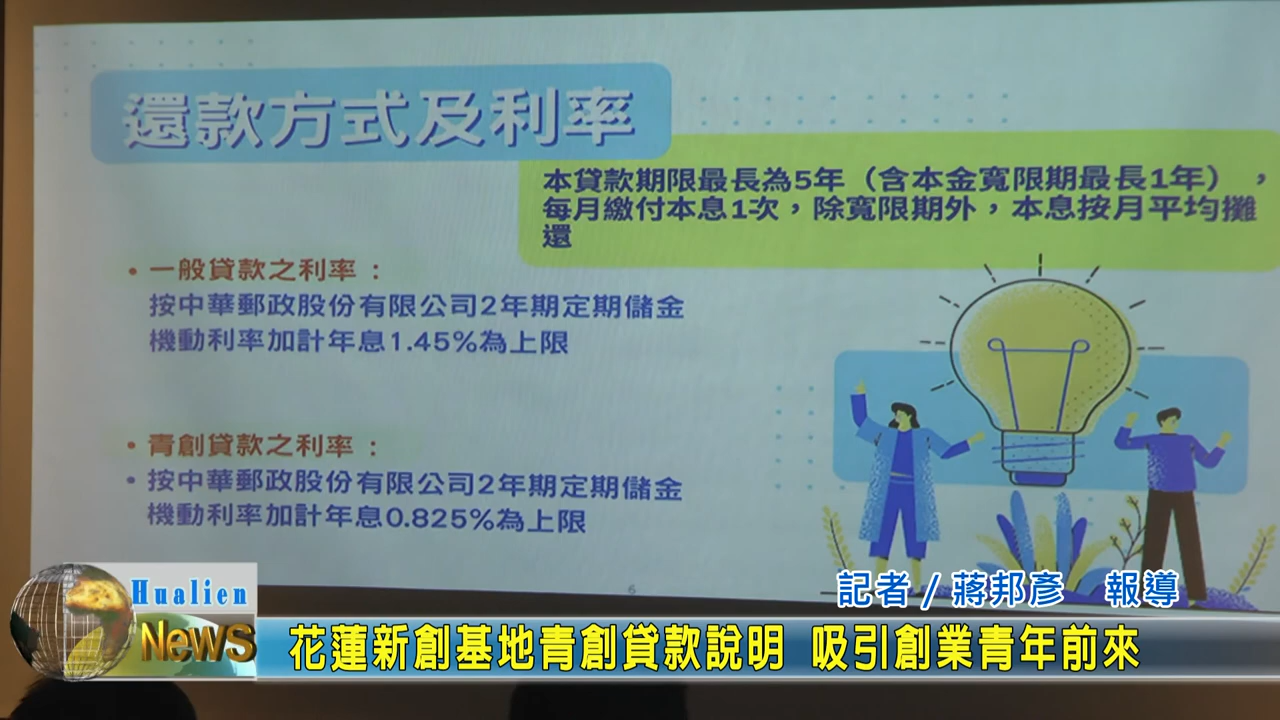 還款方式及利率
本貸款期限最長為5年（含本金寬限期最長1年），
每月繳付本息1次，除寬限期外，本息按月平均攤
還
• 一般貸款之利率：
按中華郵政股份有限公司2年期定期儲金
機動利率加計年息1.45%為上限
• 青創貸款之利率：
• 按中華郵政股份有限公司2年期定期儲金
機動利率加計年息0.825%為上限
6
記者/蔣邦彥 報導
Hualien
News
花蓮新創基地青創貸款說明 吸引創業青年前來